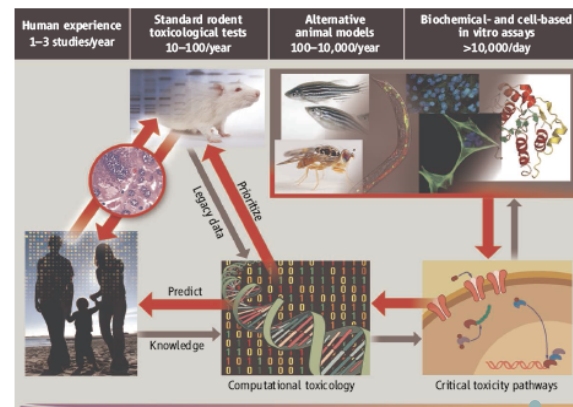 Human experience
1–3 studies/year
Standard rodent
toxicological tests
10–100/year
Alternative
animal models
100–10,000/year
Biochemical- and cell-based
in vitro assays
>10,000/day
Legacy data
Prioritize
Predict
Knowledge
Computational toxicology
Critical toxicity pathways